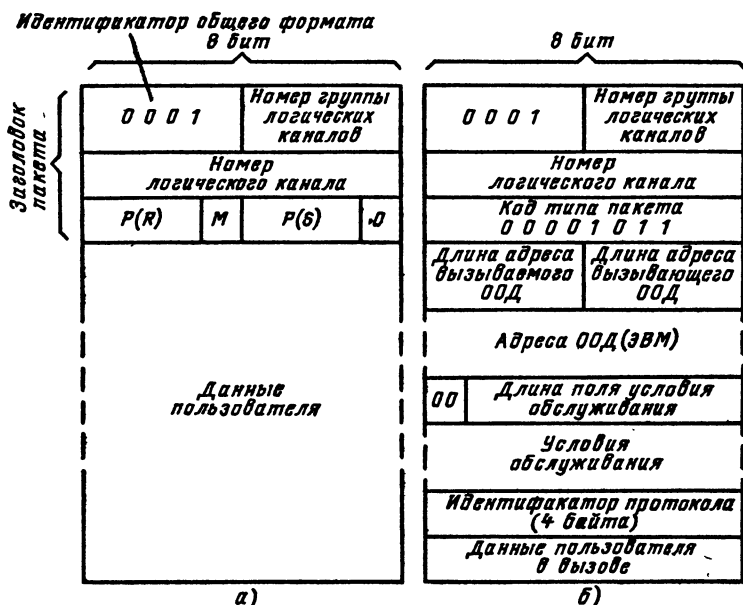 Идентификатор общего формата
8 бит
8 бит
Заголовок
пакета
0 0 0 1
Номер группы
логических
каналов
Номер
логического канала
P(R)
M
P(S)
0
Данные
пользователя
а)
0 0 0 1
Номер группы
логических
каналов
Номер
логического канала
Код типа пакета
0 0 0 0 1 0 1 1
Длина адреса
вызываемого
ООД
Длина адреса
вызывающего
ООД
Адреса ООД (ЭВМ)
00
Длина поля условия
обслуживания
Условия
обслуживания
Идентификатор протокола
(4 байта)
Данные пользователя
в вызове
б)